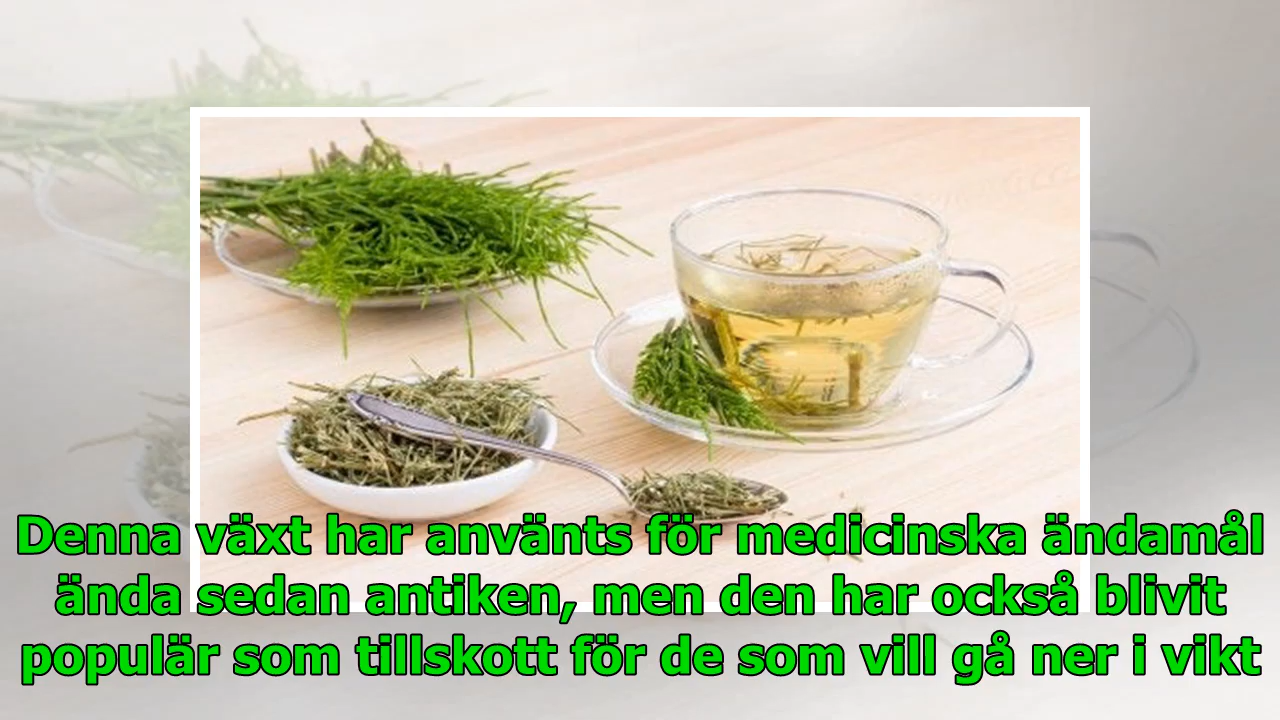 Denna växt har använts för medicinska ändamål
ända sedan antiken, men den har också blivit
populär som tillskott för de som vill gå ner i vikt